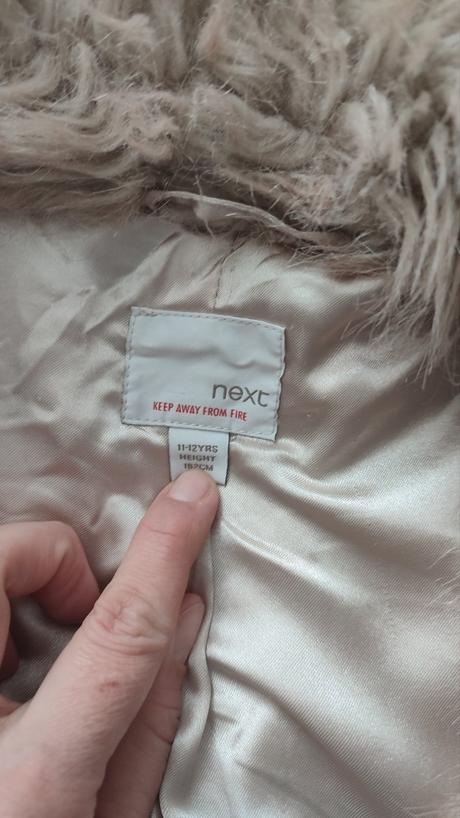 next
KEEP AWAY FROM FIRE
11-12YRS
HEIGHT
152CM